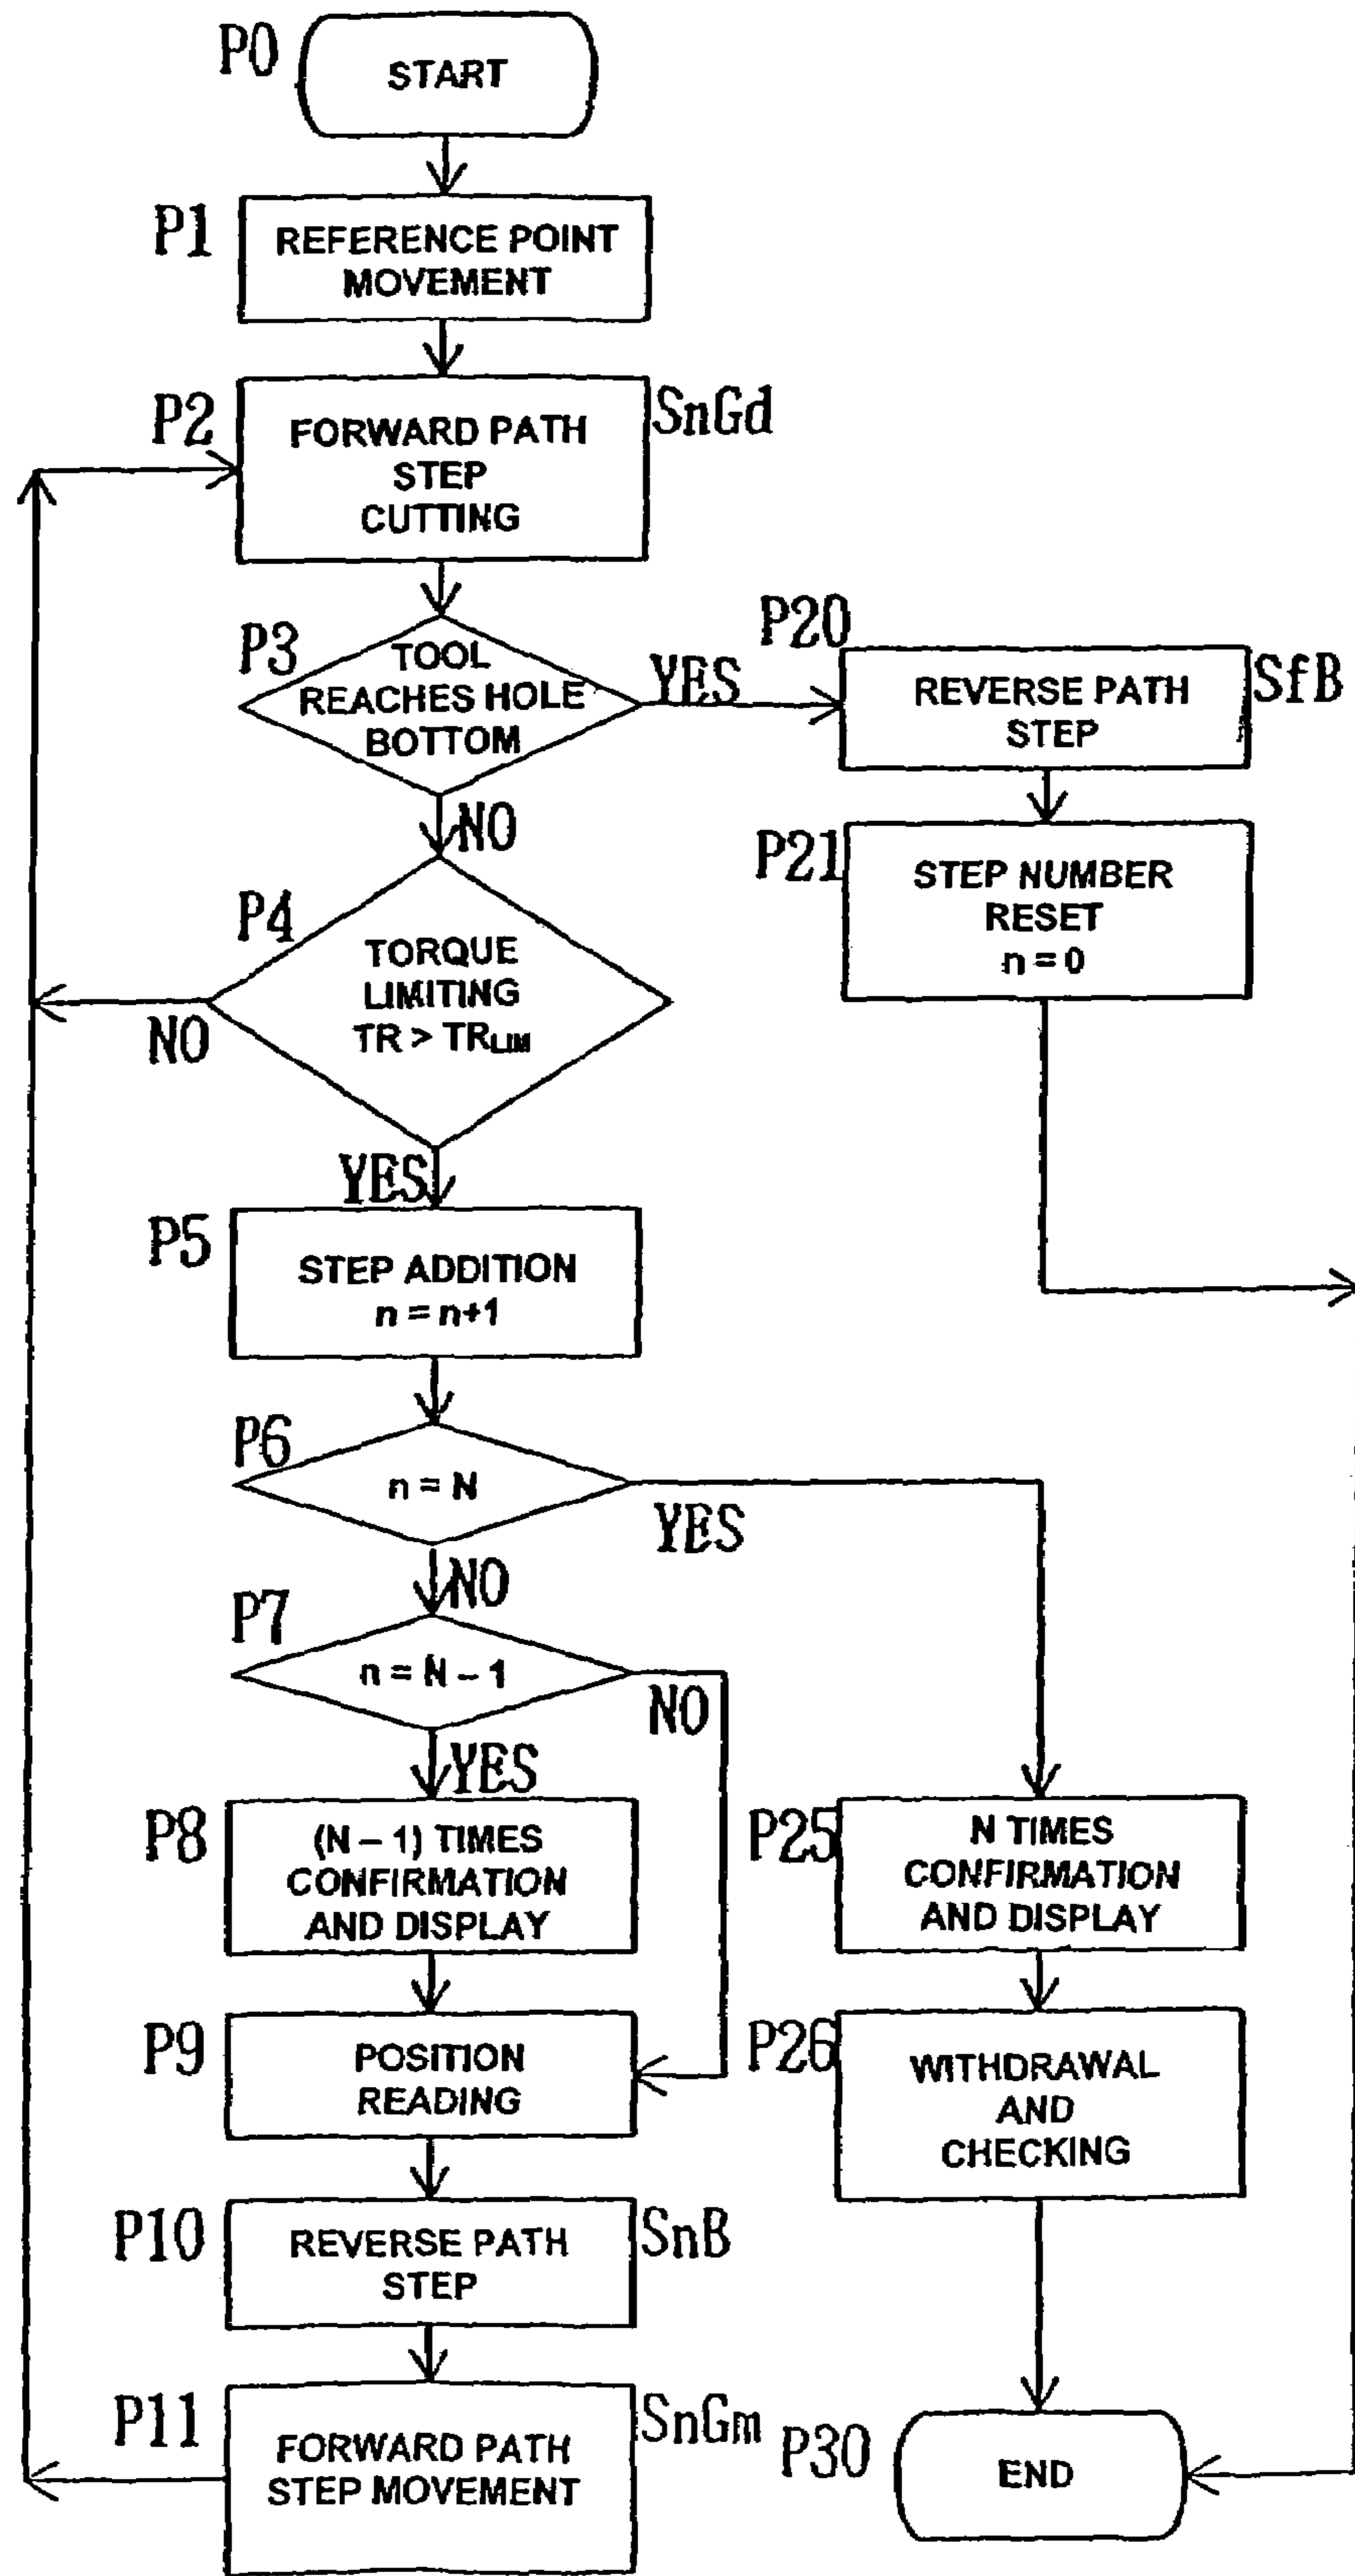 P0
START
P1
REFERENCE POINT
MOVEMENT
P2
FORWARD PATH
STEP
CUTTING
SnGd
P3
TOOL
REACHES HOLE
BOTTOM
YES
NO
P20
REVERSE PATH
STEP
SfB
P21
STEP NUMBER
RESET
n = 0
P4
TORQUE
LIMITING
TR > TRLIM
NO
YES
P5
STEP ADDITION
n = n+1
P6
n = N
YES
NO
P7
n = N – 1
NO
YES
P8
(N – 1) TIMES
CONFIRMATION
AND DISPLAY
P25
N TIMES
CONFIRMATION
AND DISPLAY
P9
POSITION
READING
P26
WITHDRAWAL
AND
CHECKING
P10
REVERSE PATH
STEP
SnB
P11
FORWARD PATH
STEP MOVEMENT
SnGm
P30
END